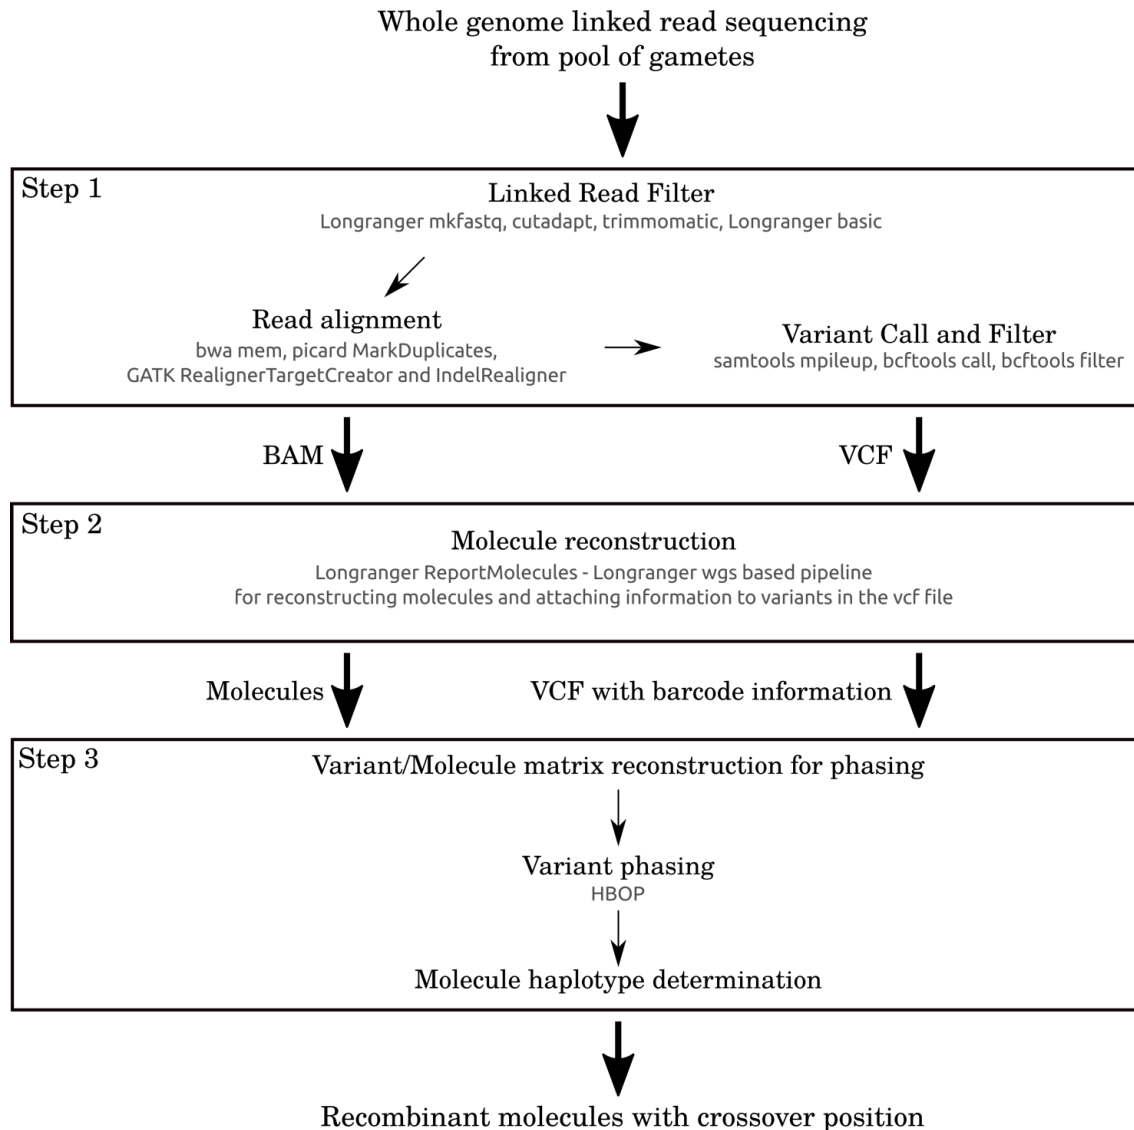 Whole genome linked read sequencing
from pool of gametes
Step 1
Linked Read Filter
Longranger mkfastq, cutadapt, trimmomatic, Longranger basic
Read alignment
bwa mem, picard MarkDuplicates,
GATK RealignerTargetCreator and IndelRealigner
Variant Call and Filter
samtools mpileup, bcftools call, bcftools filter
BAM
VCF
Step 2
Molecule reconstruction
Longranger ReportMolecules - Longranger wgs based pipeline
for reconstructing molecules and attaching information to variants in the vcf file
Molecules
VCF with barcode information
Step 3
Variant/Molecule matrix reconstruction for phasing
Variant phasing
HBOP
Molecule haplotype determination
Recombinant molecules with crossover position